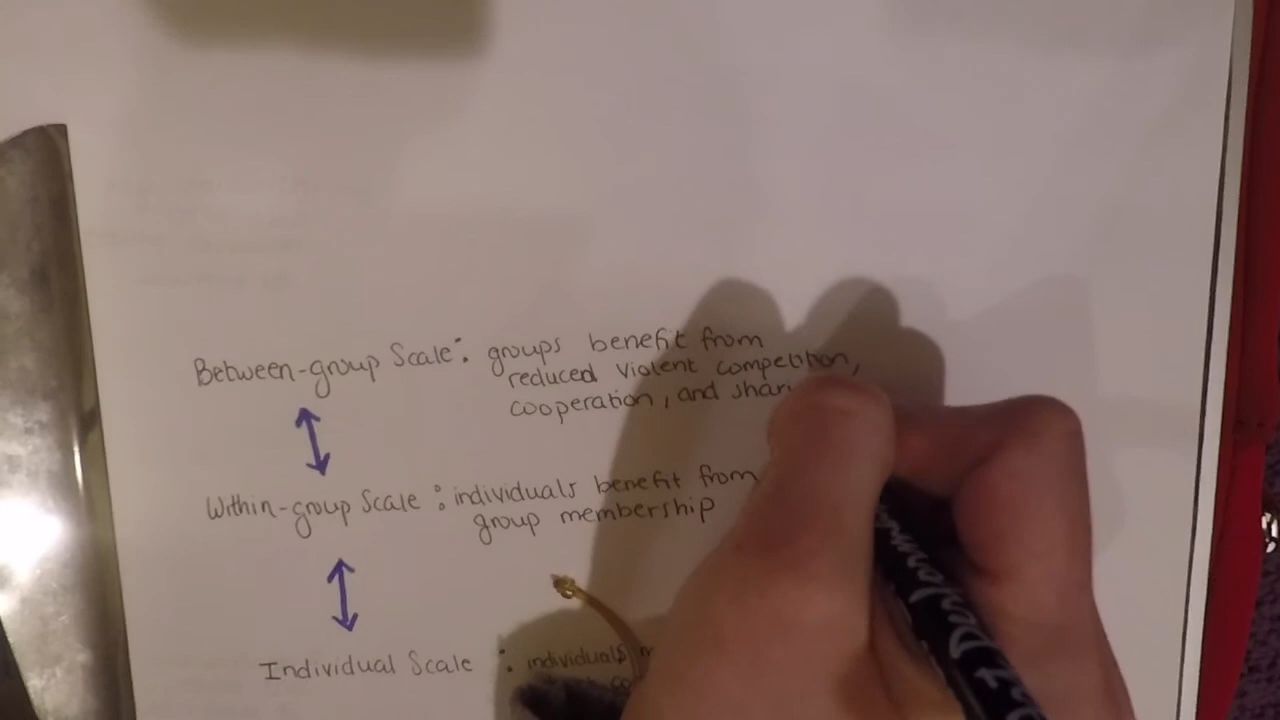 Between-group Scale: groups benefit from
reduced violent competition,
cooperation, and
Within-group Scale: individuals benefit from
group membership
Individual Scale: individuals